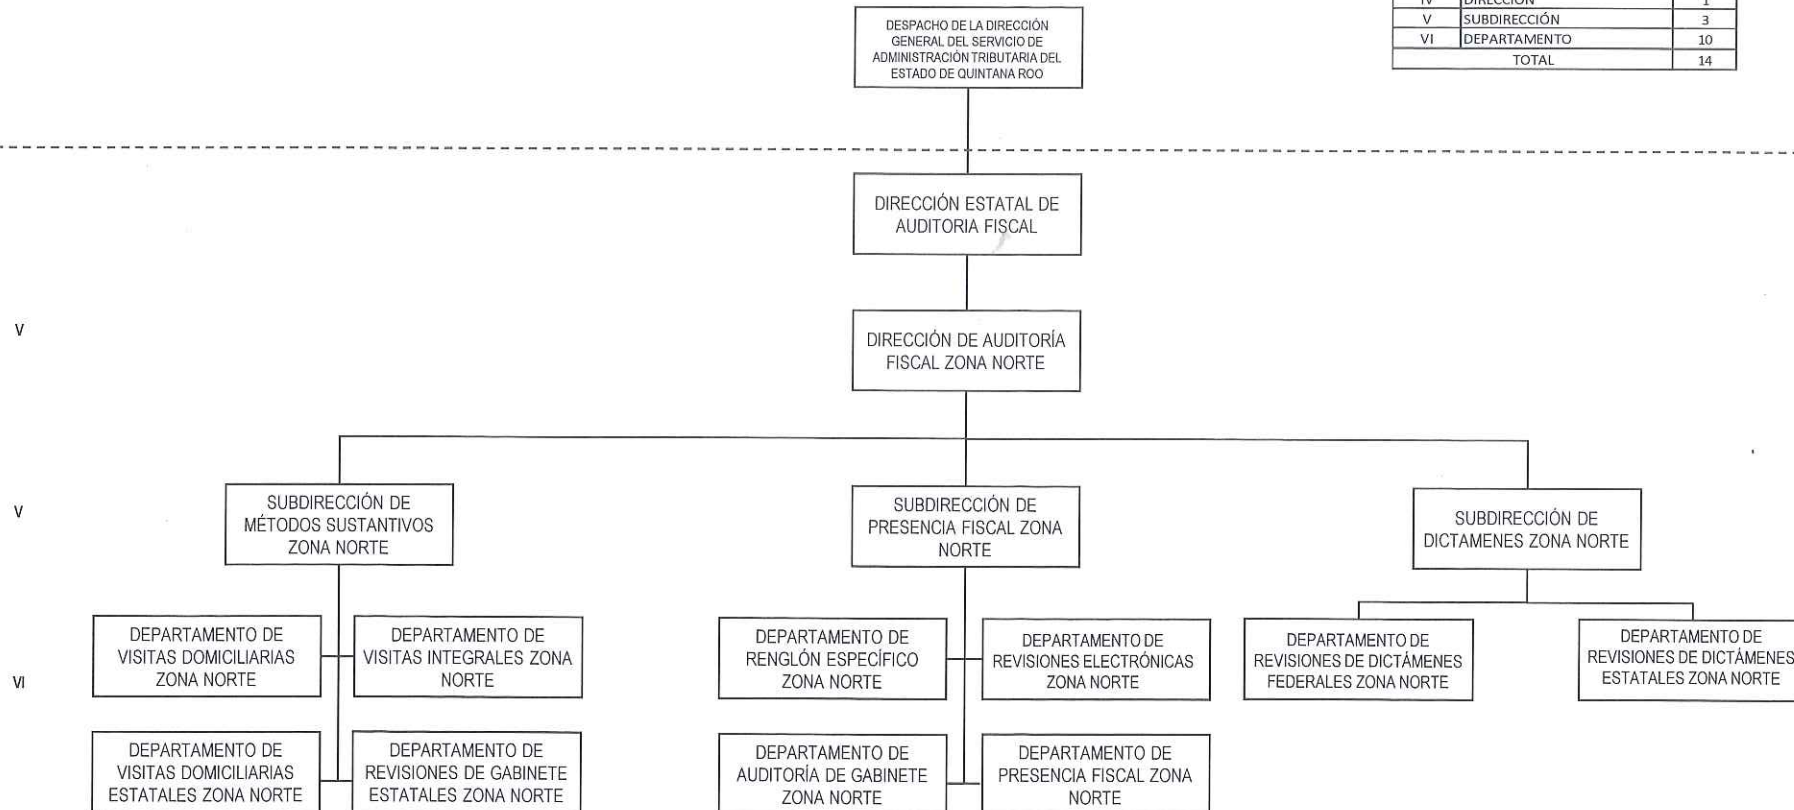 DESPACHO DE LA DIRECCIÓN
GENERAL DEL SERVICIO DE
ADMINISTRACIÓN TRIBUTARIA DEL
ESTADO DE QUINTANA ROO
IV DIRECCIÓN 1
V SUBDIRECCIÓN 3
VI DEPARTAMENTO 10
TOTAL 14
DIRECCIÓN ESTATAL DE
AUDITORIA FISCAL
V
DIRECCIÓN DE AUDITORÍA
FISCAL ZONA NORTE
V
SUBDIRECCIÓN DE
MÉTODOS SUSTANTIVOS
ZONA NORTE
SUBDIRECCIÓN DE
PRESENCIA FISCAL ZONA
NORTE
SUBDIRECCIÓN DE
DICTAMENES ZONA NORTE
VI
DEPARTAMENTO DE
VISITAS DOMICILIARIAS
ZONA NORTE
DEPARTAMENTO DE
VISITAS INTEGRALES ZONA
NORTE
DEPARTAMENTO DE
RENGLÓN ESPECÍFICO
ZONA NORTE
DEPARTAMENTO DE
REVISIONES ELECTRÓNICAS
ZONA NORTE
DEPARTAMENTO DE
REVISIONES DE DICTÁMENES
FEDERALES ZONA NORTE
DEPARTAMENTO DE
REVISIONES DE DICTÁMENES
ESTATALES ZONA NORTE
DEPARTAMENTO DE
VISITAS DOMICILIARIAS
ESTATALES ZONA NORTE
DEPARTAMENTO DE
REVISIONES DE GABINETE
ESTATALES ZONA NORTE
DEPARTAMENTO DE
AUDITORÍA DE GABINETE
ZONA NORTE
DEPARTAMENTO DE
PRESENCIA FISCAL ZONA
NORTE